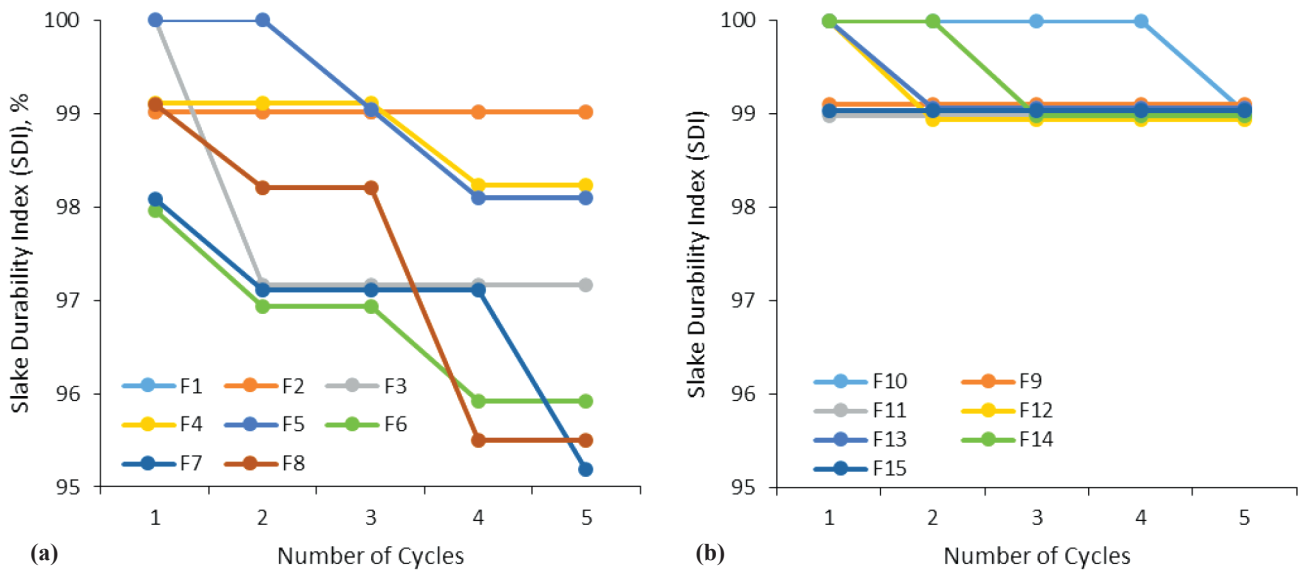 Slake Durability Index (SDI), %
100
99
98
97
96
95
F1 F2 F3
F4 F5 F6
F7 F8
1 2 3 4 5
(a) Number of Cycles
Slake Durability Index (SDI)
100
99
98
97
96
95
F10 F9
F11 F12
F13 F14
F15
1 2 3 4 5
(b) Number of Cycles